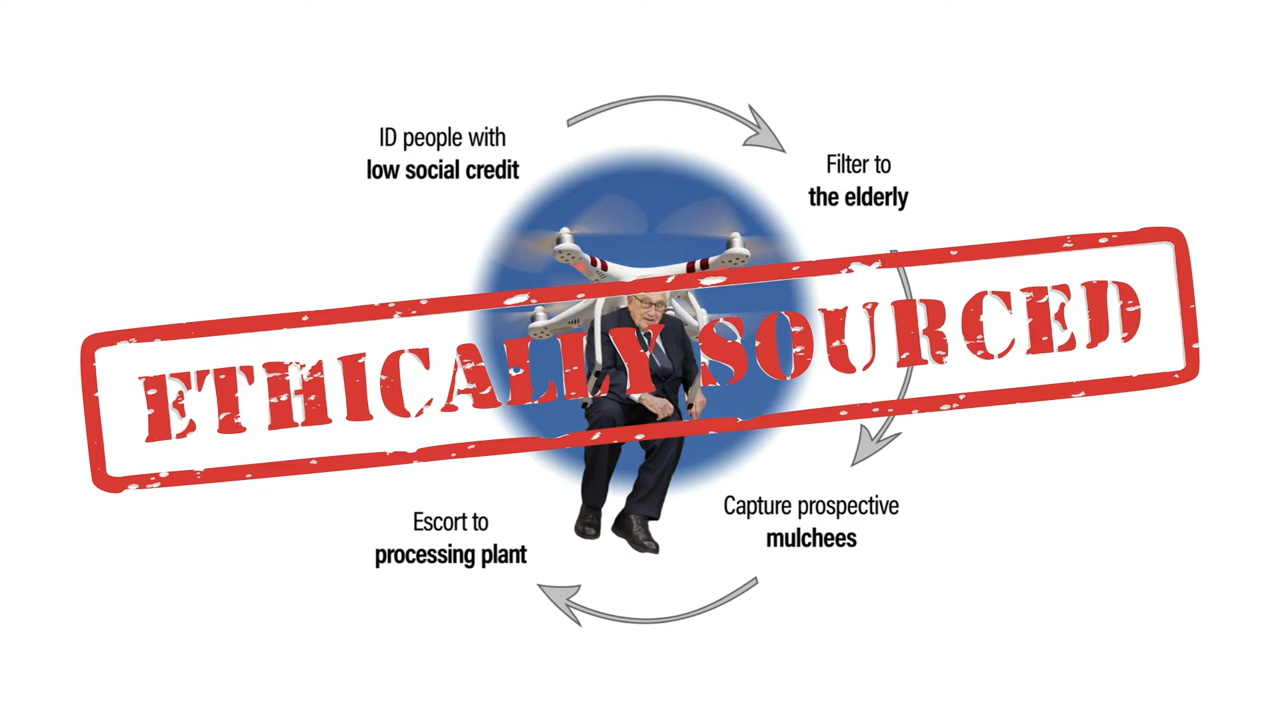 ID people with
low social credit
Filter to
the elderly
ETHICALLY SOURCED
Capture prospective
mulchees
Escort to
processing plant